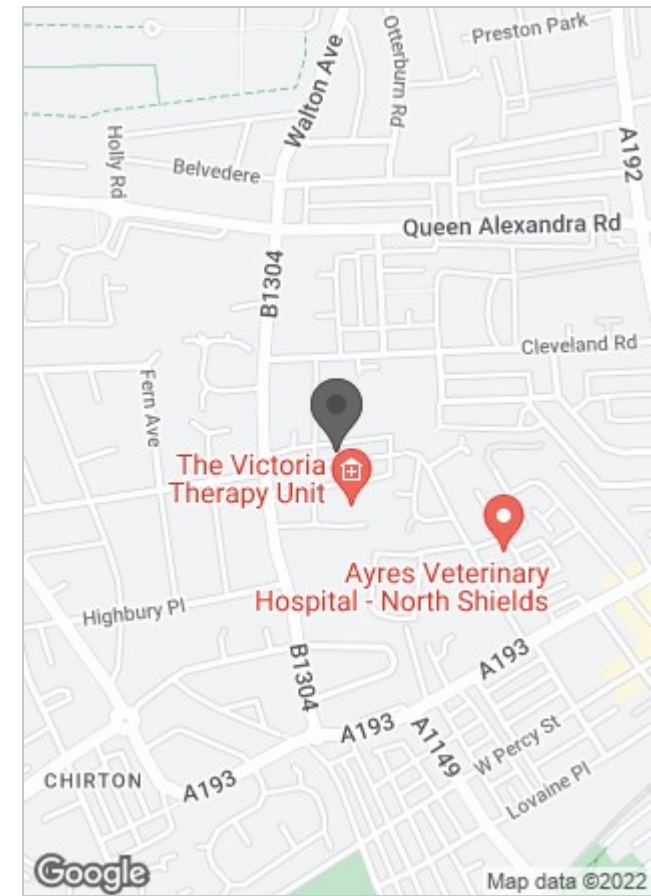 Preston Park
Otterburn Rd
Walton Ave
A192
Holly Rd
Belvedere
Queen Alexandra Rd
B1304
Cleveland Rd
Fern Ave
The Victoria
Therapy Unit
Ayres Veterinary
Hospital - North Shields
Highbury Pl
B1304
A193
A193
A1149
W Percy St
CHIRTON
A193
Lovaine Pl
Google
Map data ©2022